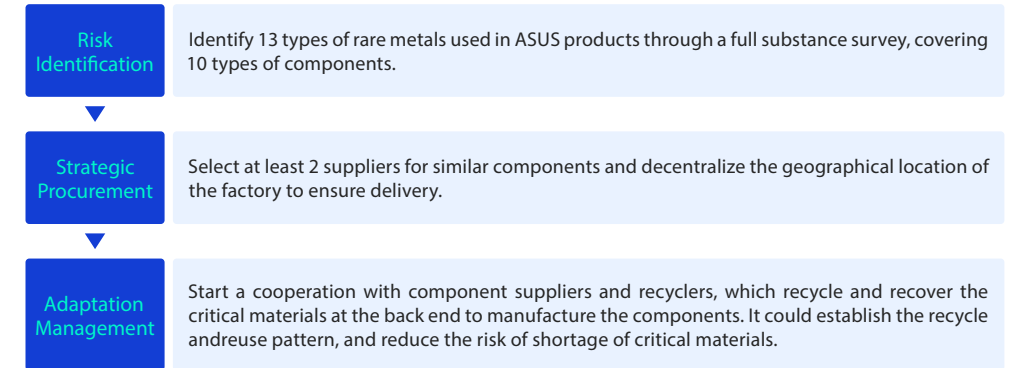 Risk
Identification
Identify 13 types of rare metals used in ASUS products through a full substance survey, covering
10 types of components.
Strategic
Procurement
Select at least 2 suppliers for similar components and decentralize the geographical location of
the factory to ensure delivery.
Adaptation
Management
Start a cooperation with component suppliers and recyclers, which recycle and recover the
critical materials at the back end to manufacture the components. It could establish the recycle
andreuse pattern, and reduce the risk of shortage of critical materials.